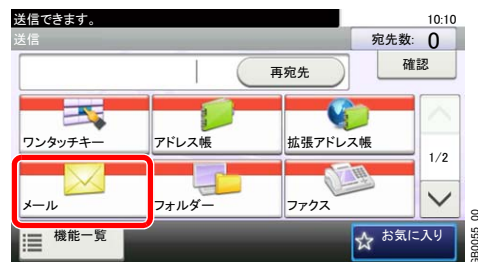 送信できます。
10:10
送信
宛先数: 0
再宛先
確認
ワンタッチキー
アドレス帳
拡張アドレス帳
1/2
メール
フォルダー
ファクス
機能一覧
お気に入り
GB0055_00